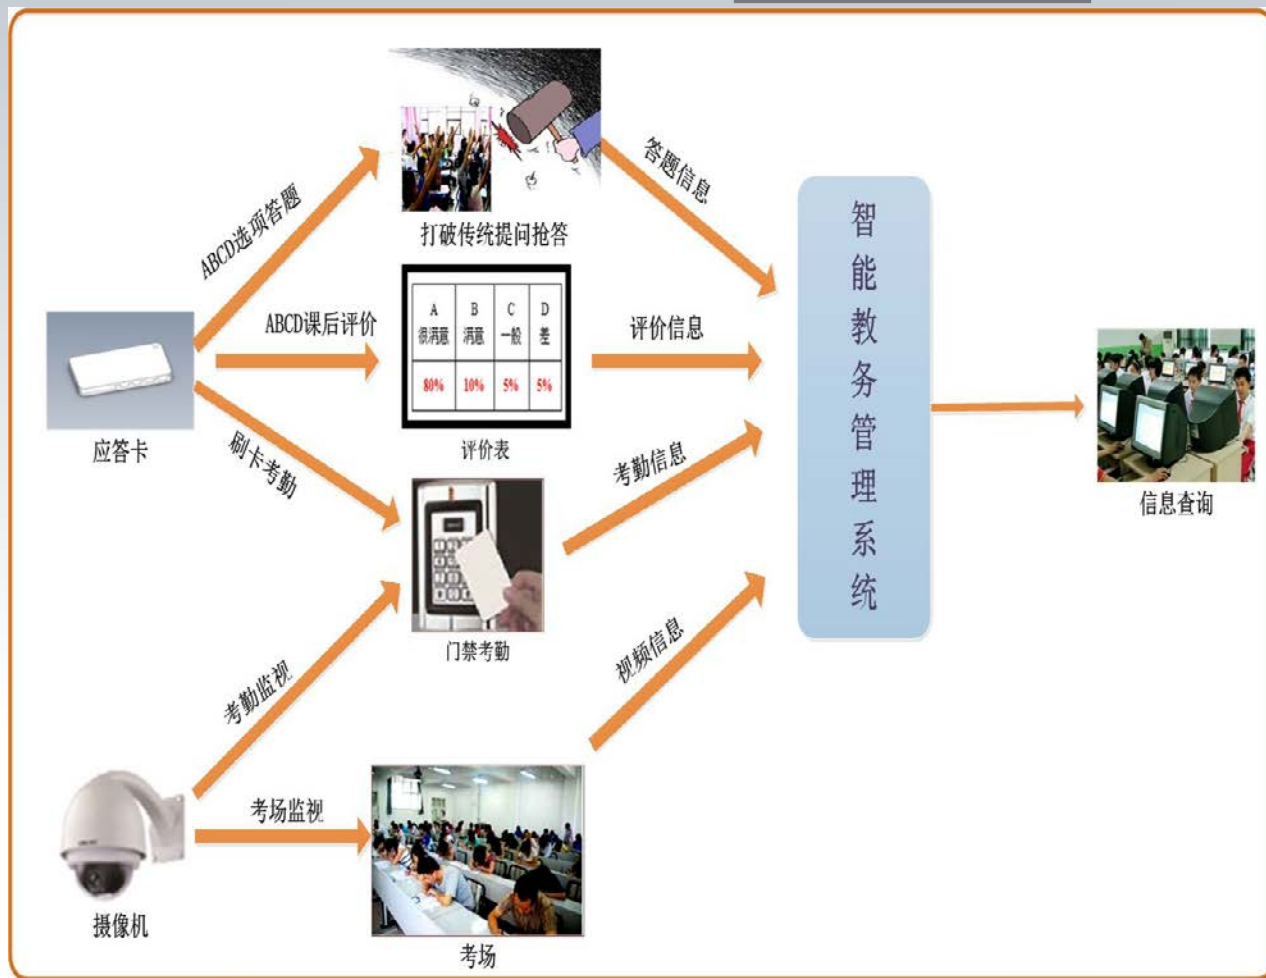 ABCD选项答题
打破传统提问抢答
答题信息
应答卡
ABCD课后评价
A B C D
很满意 满意 一般 差
80% 10% 5% 5%
评价表
评价信息
刷卡考勤
门禁考勤
考勤信息
智能教务管理系统
信息查询
考勤监视
视频信息
摄像机
考场监视
考场